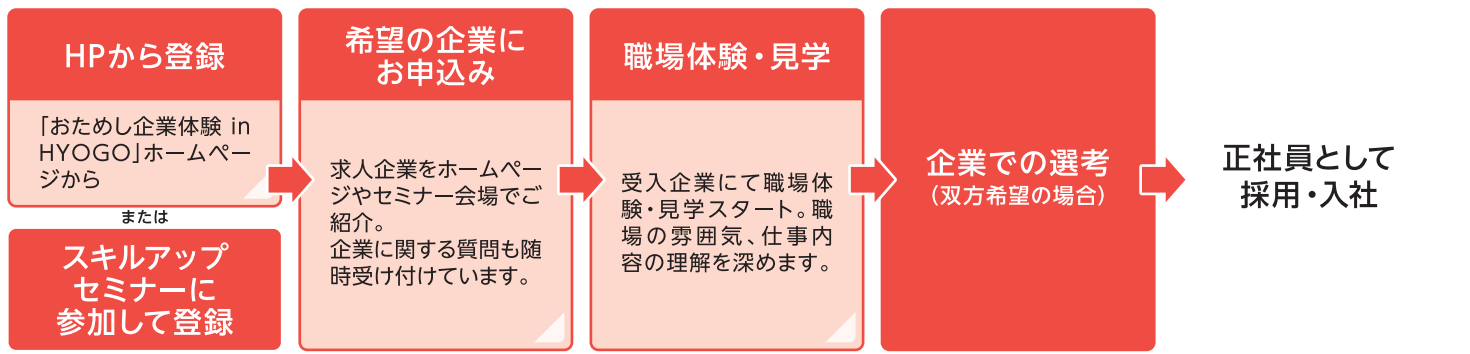 HPから登録
「おためし企業体験 in
HYOGO」ホームペー
ジから
または
スキルアップ
セミナーに
参加して登録
希望の企業に
お申込み
求人企業をホームペー
ジやセミナー会場でご
紹介。
企業に関する質問も随
時受け付けています。
職場体験・見学
受入企業にて職場体
験・見学スタート。職
場の雰囲気、仕事内
容の理解を深めます。
企業での選考
（双方希望の場合）
正社員として
採用・入社